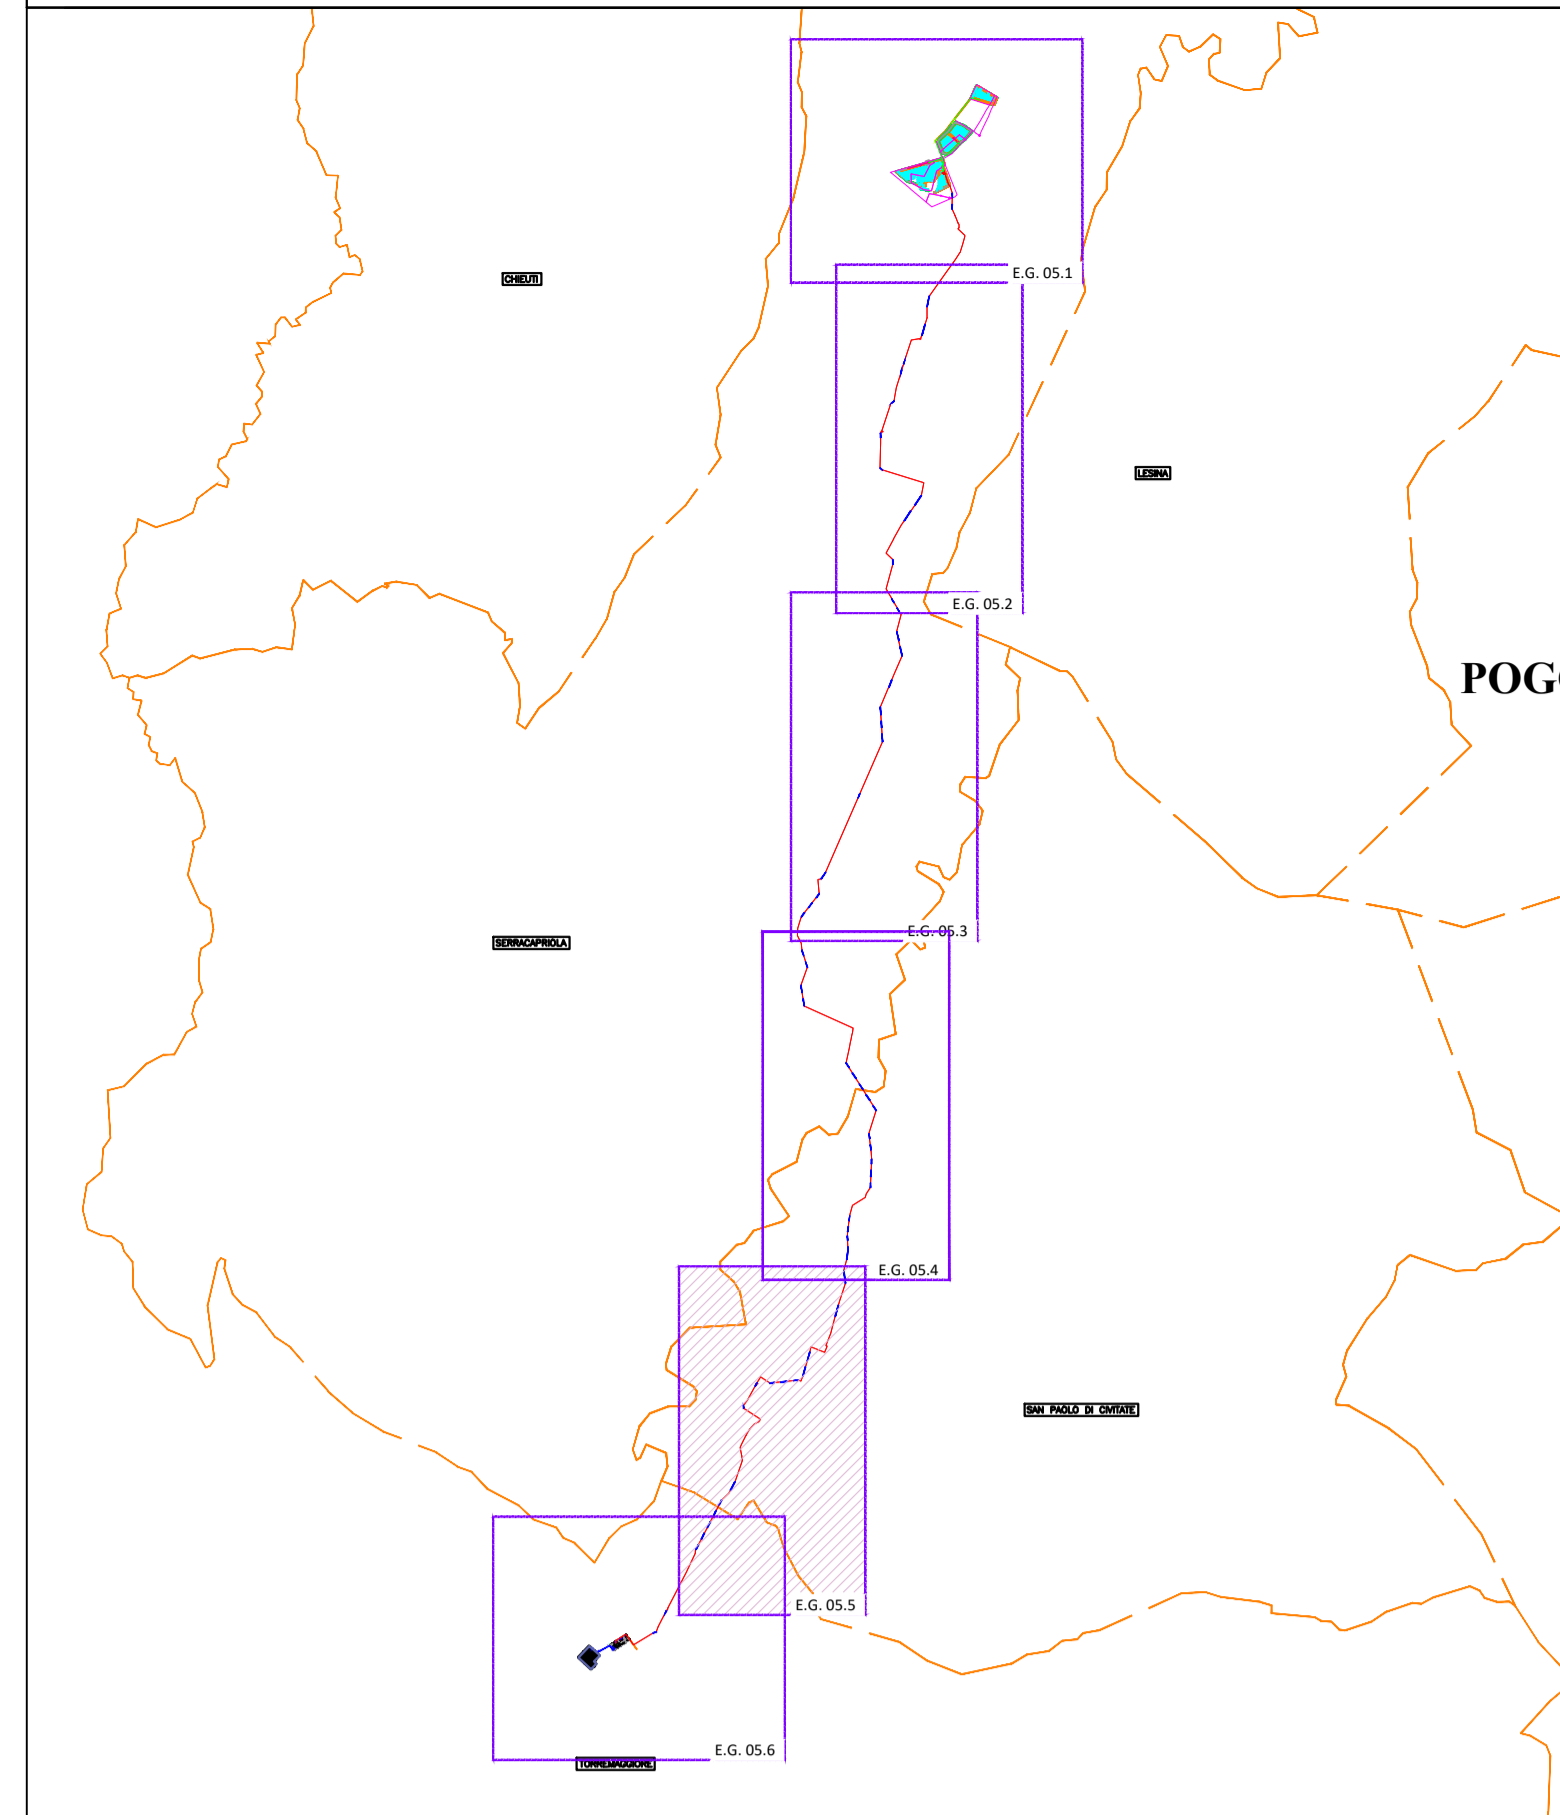 CHIEUTI
E.G. 05.1
LESINA
E.G. 05.2
POG
E.G. 05.3
SERRACAPRIOLA
E.G. 05.4
SAN PAOLO DI CIVITATE
E.G. 05.5
E.G. 05.6
TORREMAGGIORE